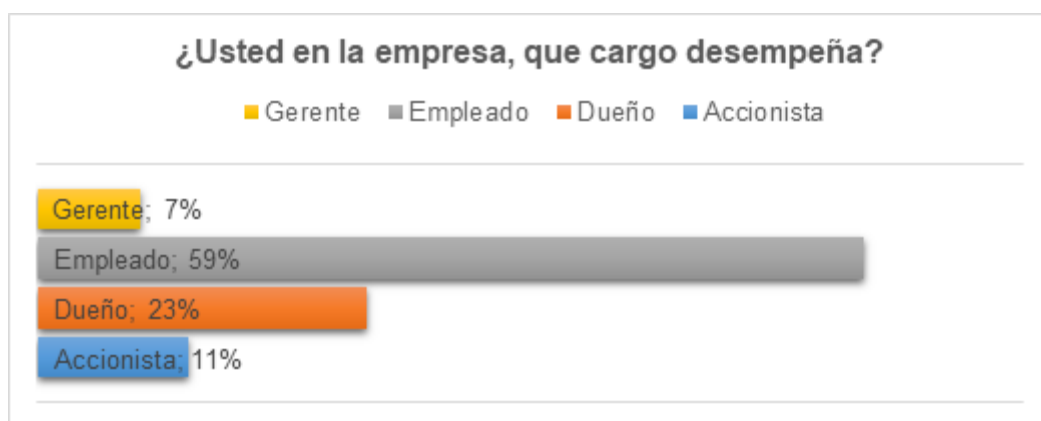 ¿Usted en la empresa, que cargo desempeña?
Gerente Empleado Dueño Accionista
Gerente; 7%
Empleado; 59%
Dueño; 23%
Accionista; 11%